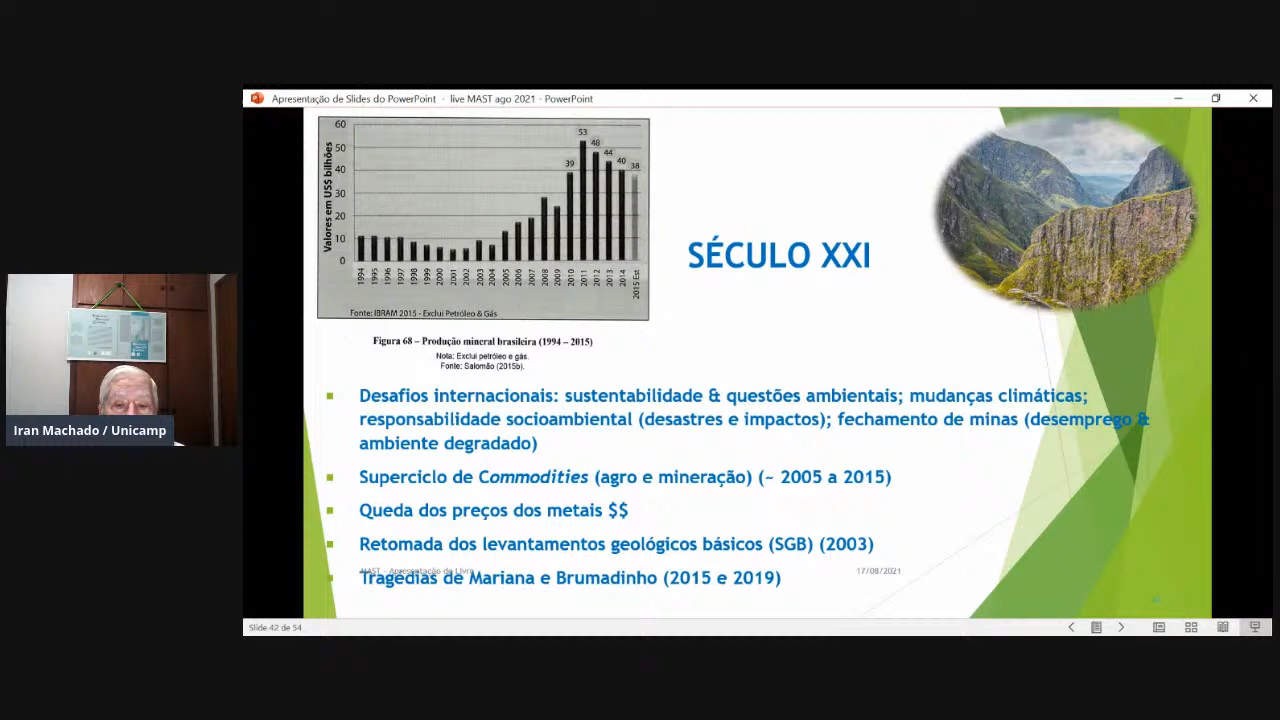 Apresentação de Slides do PowerPoint - live MAST ago 2021 - PowerPoint
Valores em US$ bilhões
60
50
40
30
20
10
0
39
53
48
44
40
38
1994
1995
1996
1997
1998
1999
2000
2001
2002
2003
2004
2005
2006
2007
2008
2009
2010
2011
2012
2013
2014
2015 Est
Fonte: IBRAM 2015 - Exclui Petróleo & Gás
Figura 68 – Produção mineral brasileira (1994 – 2015)
Nota: Exclui petróleo e gás.
Fonte: Salomão (2015b).
SÉCULO XXI
Desafios internacionais: sustentabilidade & questões ambientais; mudanças climáticas;
responsabilidade socioambiental (desastres e impactos); fechamento de minas (desemprego &
ambiente degradado)
Superciclo de Commodities (agro e mineração) (~ 2005 a 2015)
Queda dos preços dos metais $$
Retomada dos levantamentos geológicos básicos (SGB) (2003)
Tragédias de Mariana e Brumadinho (2015 e 2019)
MAST - Apresentação de Livro
17/08/2021
Slide 42 de 54
Iran Machado / Unicamp